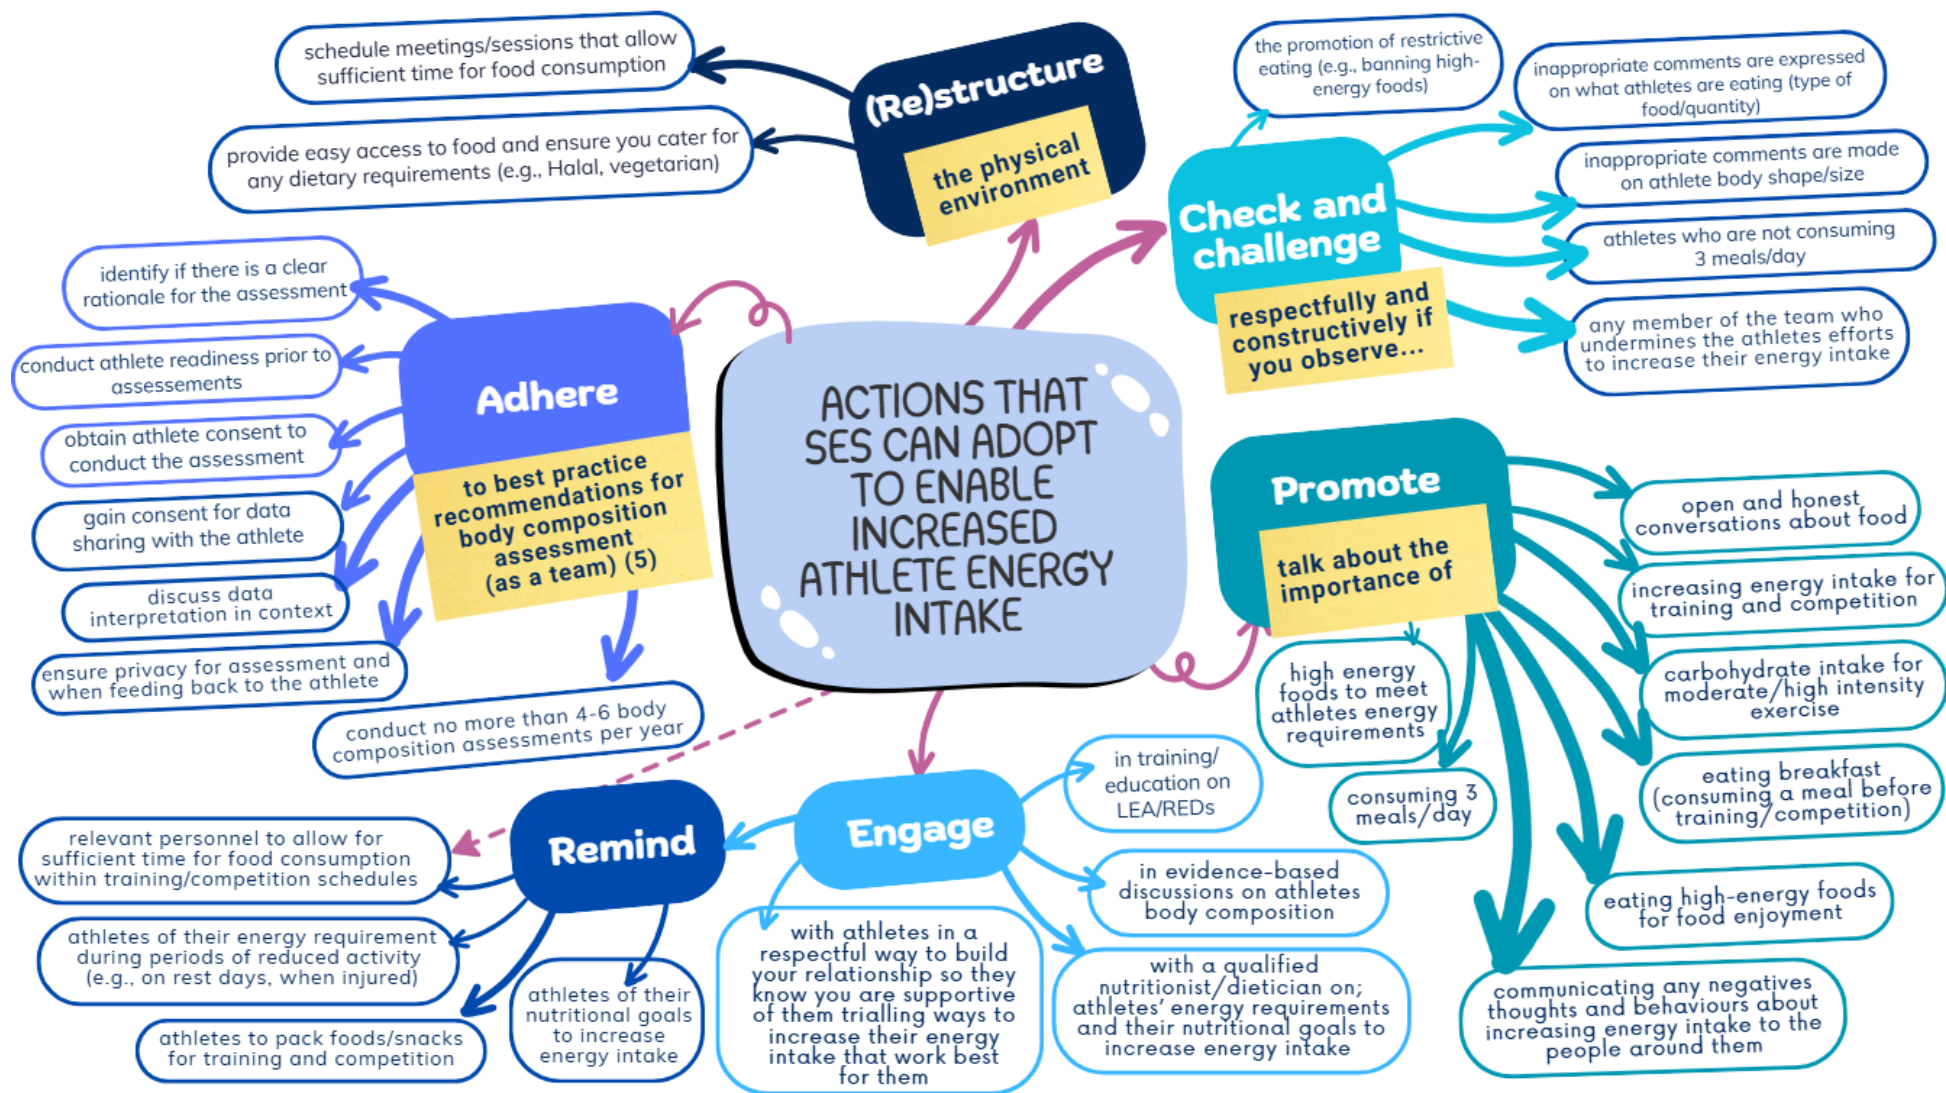 ACTIONS THAT
SES CAN ADOPT
TO ENABLE
INCREASED
ATHLETE ENERGY
INTAKE
(Re)structure
the physical
environment
schedule meetings/sessions that allow
sufficient time for food consumption
provide easy access to food and ensure you cater for
any dietary requirements (e.g., Halal, vegetarian)
Check and
challenge
respectfully and
constructively if
you observe...
the promotion of restrictive
eating (e.g., banning high-
energy foods)
inappropriate comments are expressed
on what athletes are eating (type of
food/quantity)
inappropriate comments are made
on athlete body shape/size
athletes who are not consuming
3 meals/day
any member of the team who
undermines the athletes efforts
to increase their energy intake
Adhere
to best practice
recommendations for
body composition
assessment
(as a team) (5)
identify if there is a clear
rationale for the assessment
conduct athlete readiness prior to
assessements
obtain athlete consent to
conduct the assessment
gain consent for data
sharing with the athlete
discuss data
interpretation in context
ensure privacy for assessment and
when feeding back to the athlete
conduct no more than 4-6 body
composition assessments per year
Promote
talk about the
importance of
open and honest
conversations about food
increasing energy intake for
training and competition
carbohydrate intake for
moderate/high intensity
exercise
eating breakfast
(consuming a meal before
training/competition)
high energy
foods to meet
athletes energy
requirements
consuming 3
meals/day
eating high-energy foods
for food enjoyment
communicating any negatives
thoughts and behaviours about
increasing energy intake to the
people around them
Remind
relevant personnel to allow for
sufficient time for food consumption
within training/competition schedules
athletes of their energy requirement
during periods of reduced activity
(e.g., on rest days, when injured)
athletes to pack foods/snacks
for training and competition
athletes of their
nutritional goals
to increase
energy intake
Engage
in training/
education on
LEA/REDs
in evidence-based
discussions on athletes
body composition
with athletes in a
respectful way to build
your relationship so they
know you are supportive
of them trialling ways to
increase their energy
intake that work best
for them
with a qualified
nutritionist/dietician on;
athletes' energy requirements
and their nutritional goals to
increase energy intake